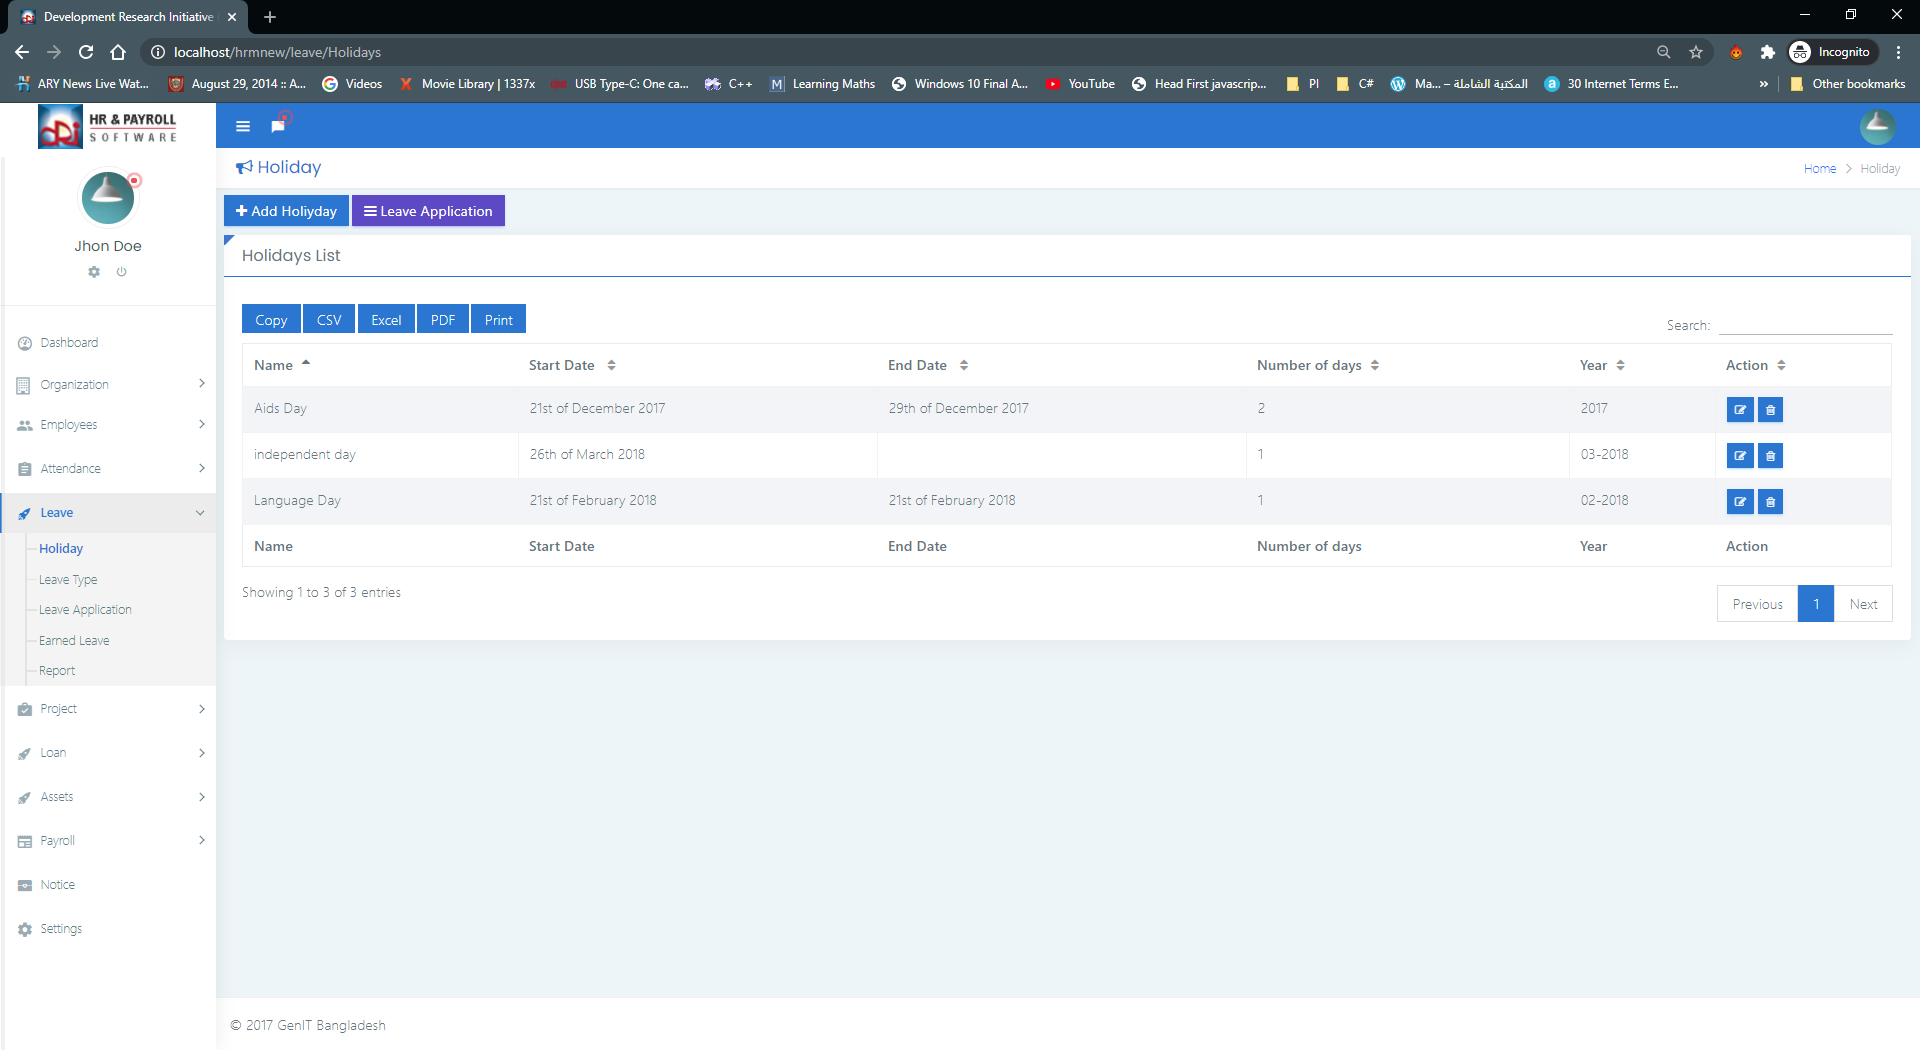 Development Research Initiative
localhost/hrmnew/leave/Holidays
Incognito
ARY News Live Wat...
August 29, 2014 :: A...
Videos
Movie Library | 1337x
USB Type-C: One ca...
C++
Learning Maths
Windows 10 Final A...
YouTube
Head First javascrip...
PI
C#
Ma... – المكتبة الشاملة
30 Internet Terms E...
»
Other bookmarks
HR & PAYROLL
SOFTWARE
Holiday
Home > Holiday
Jhon Doe
Add Holiyday
Leave Application
Holidays List
Copy
CSV
Excel
PDF
Print
Search:
Name Start Date End Date Number of days Year Action
Aids Day 21st of December 2017 29th of December 2017 2 2017
independent day 26th of March 2018 1 03-2018
Language Day 21st of February 2018 21st of February 2018 1 02-2018
Name Start Date End Date Number of days Year Action
Showing 1 to 3 of 3 entries
Previous 1 Next
Dashboard
Organization
Employees
Attendance
Leave
Holiday
Leave Type
Leave Application
Earned Leave
Report
Project
Loan
Assets
Payroll
Notice
Settings
© 2017 GenIT Bangladesh